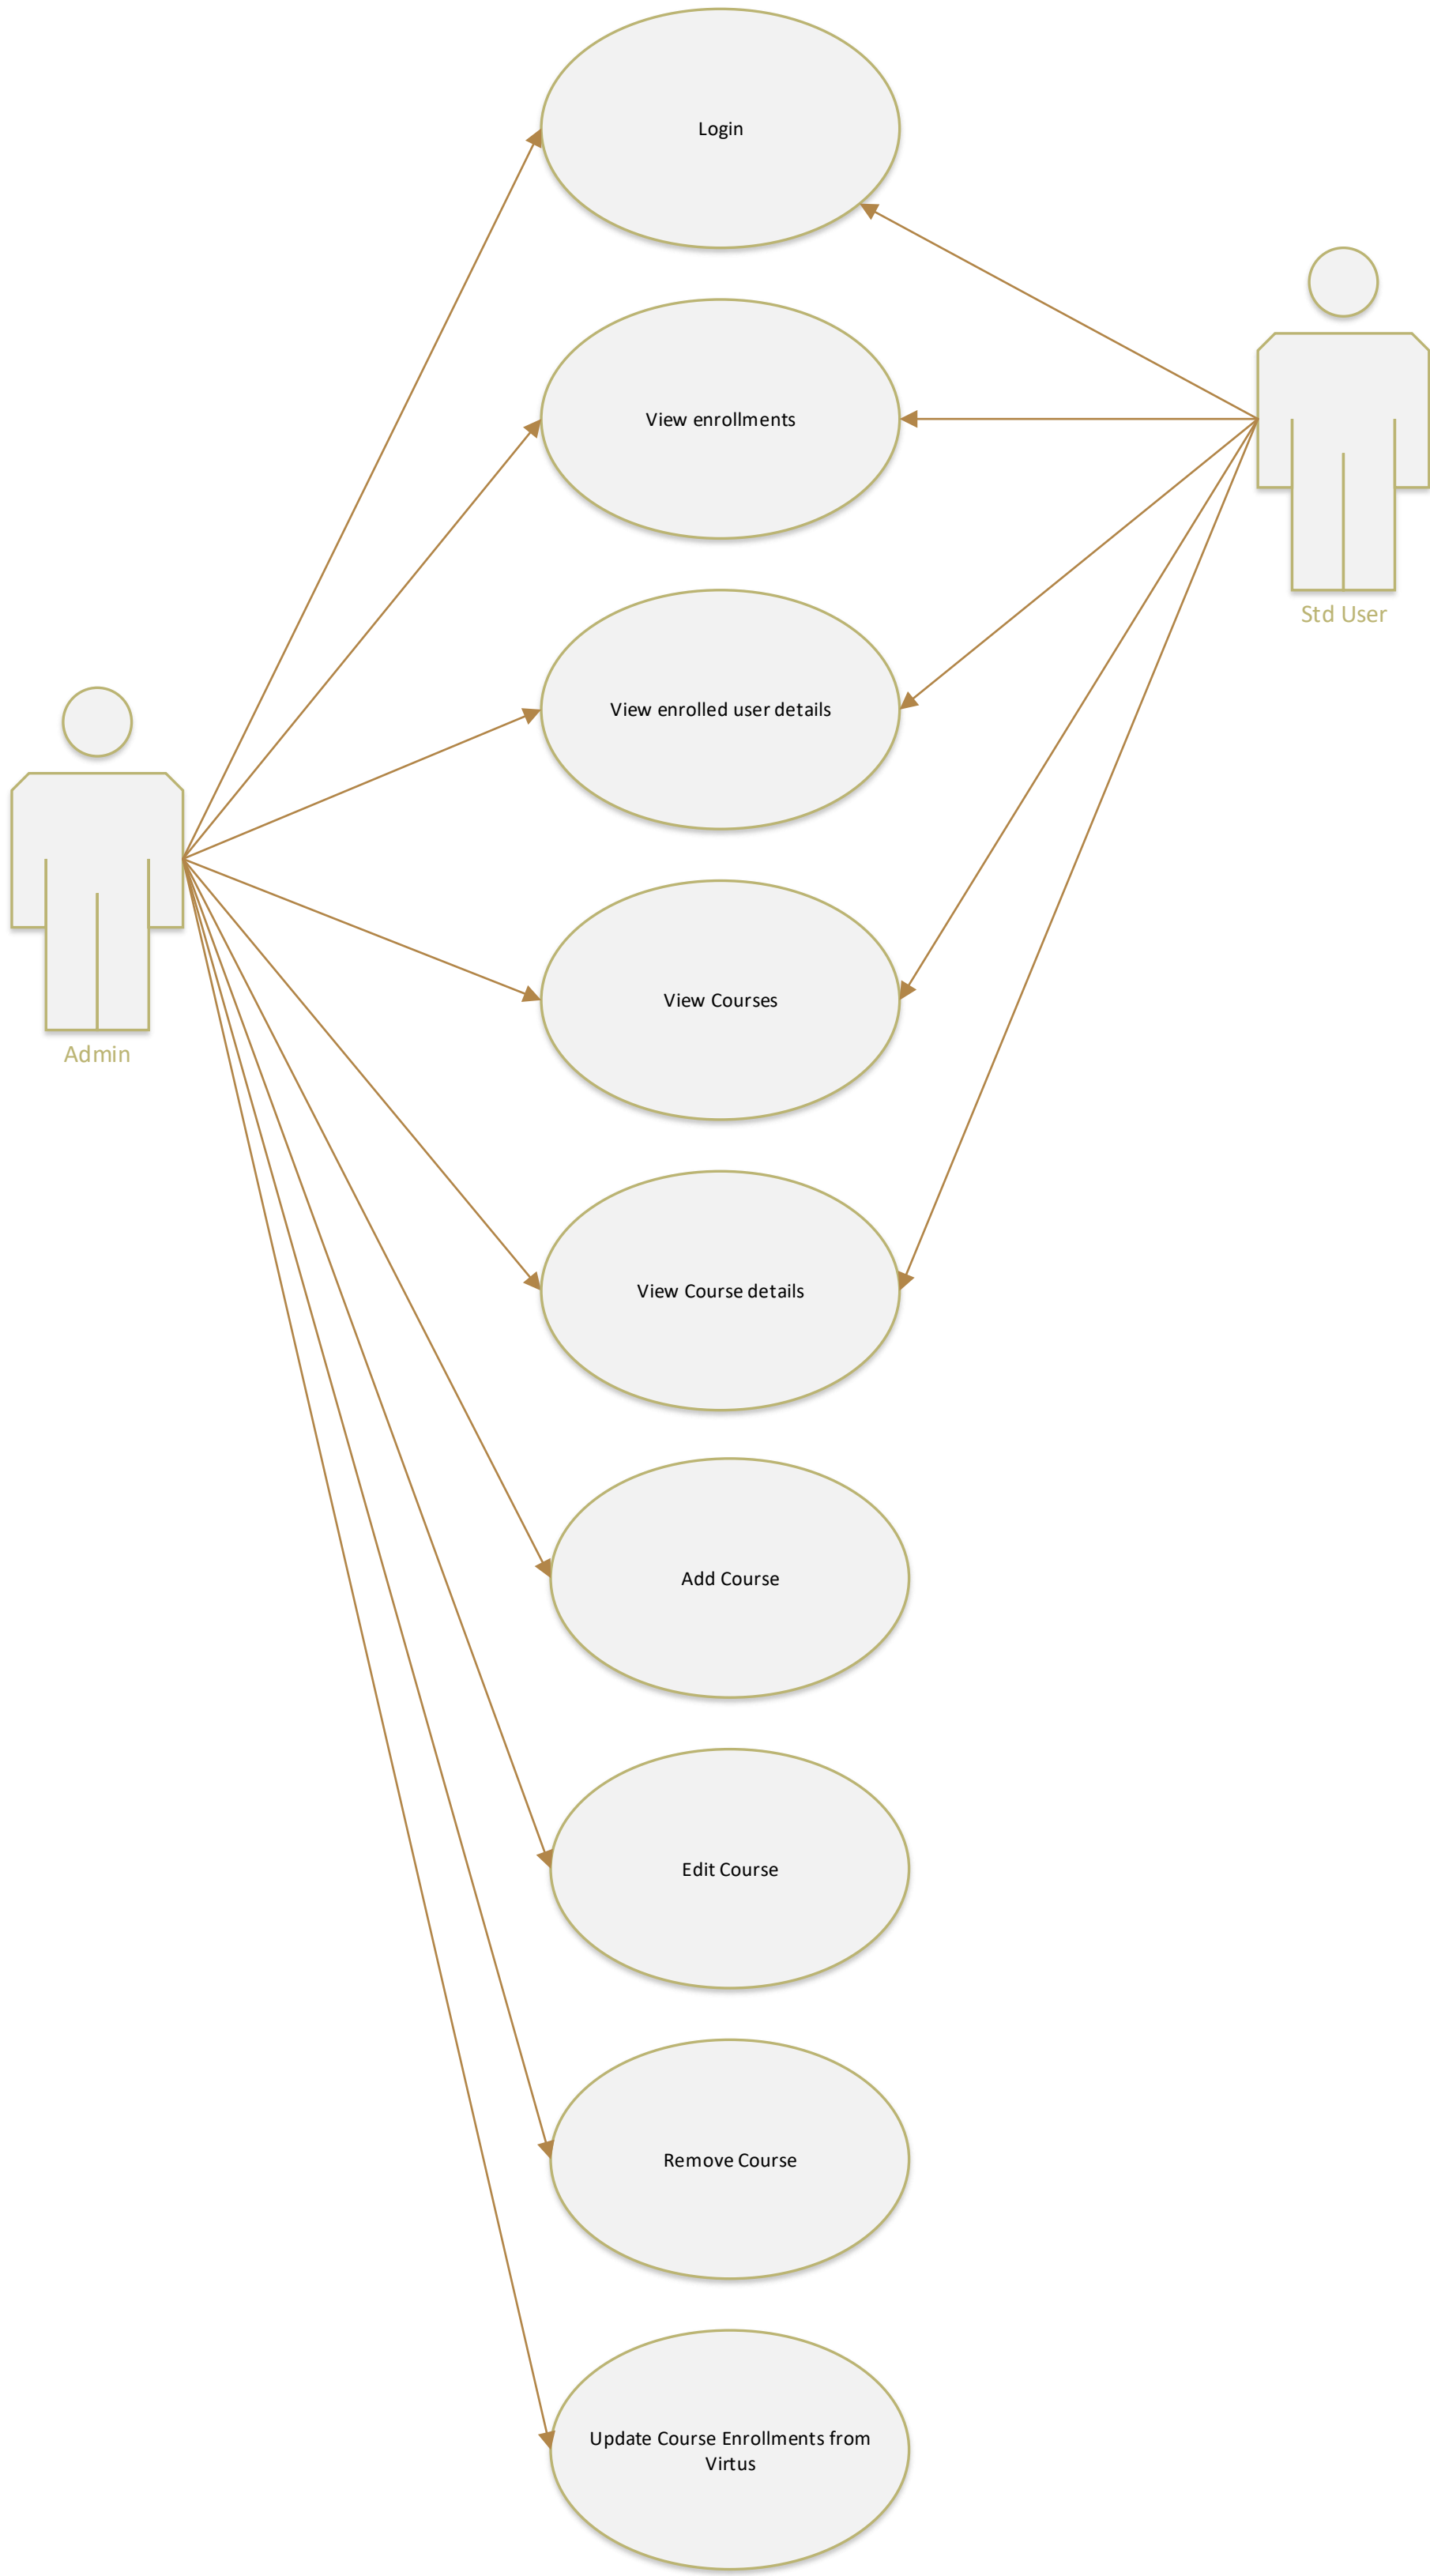 Login
View enrollments
Std User
View enrolled user details
View Courses
Admin
View Course details
Add Course
Edit Course
Remove Course
Update Course Enrollments from
Virtus